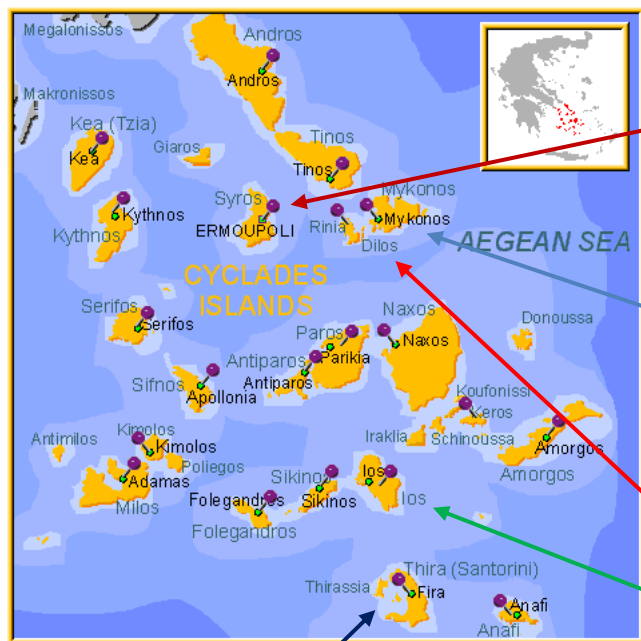 Megalonissos
Andros
Andros
Makronissos
Kea (Tzia)
Kea
Giaros
Tinos
Tinos
Mykonos
Mykonos
Syros
ERMOUPOLI
Rinia
Dilos
Kythnos
Kythnos
AEGEAN SEA
CYCLADES
ISLANDS
Serifos
Serifos
Naxos
Naxos
Donoussa
Paros
Parikia
Antiparos
Antiparos
Sifnos
Apollonia
Koufonissi
Keros
Iraklia
Schinoussa
Amorgos
Amorgos
Antimilos
Kimolos
Kimolos
Poliegos
Adamas
Milos
Sikinos
Sikinos
Ios
Ios
Folegandros
Folegandros
Thira (Santorini)
Thirassia
Fira
Anafi
Anafi